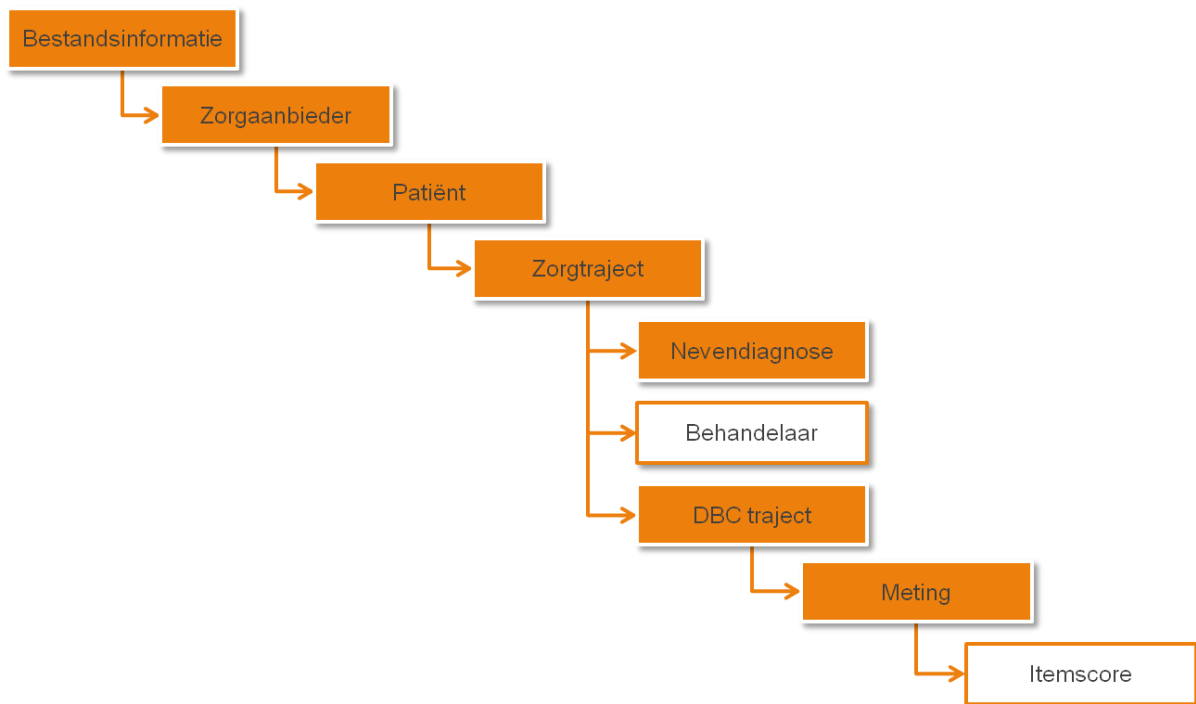 Bestandsinformatie
Zorgaanbieder
Patiënt
Zorgtraject
Nevendiagnose
Behandelaar
DBC traject
Meting
Itemscore